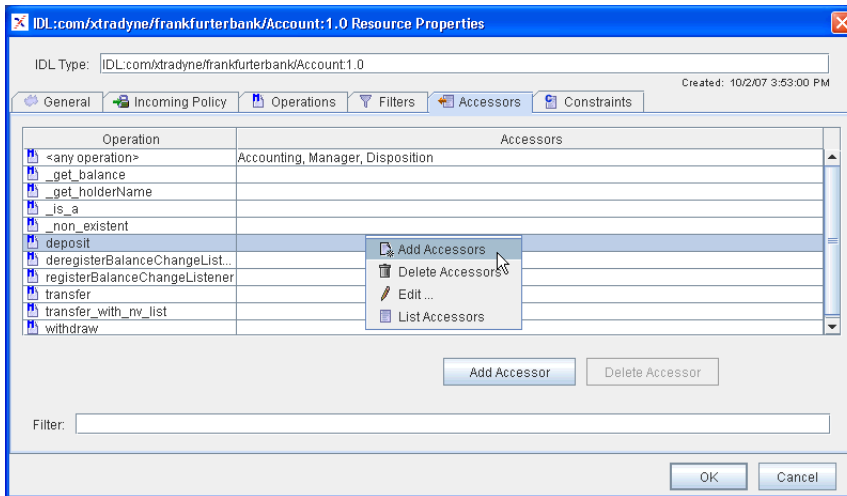 IDL:com/xtradyne/frankfurterbank/Account:1.0 Resource Properties
IDL Type: IDL:com/xtradyne/frankfurterbank/Account:1.0
Created: 10/2/07 3:53:00 PM
General Incoming Policy Operations Filters Accessors Constraints
Operation Accessors
<any operation> Accounting, Manager, Disposition
_get_balance
_get_holderName
_is_a
_non_existent
deposit
Add Accessors
deregisterBalanceChangeList...
Delete Accessors
registerBalanceChangeListener
transfer
Edit ...
transfer_with_nv_list
List Accessors
withdraw
Add Accessor Delete Accessor
Filter:
OK Cancel